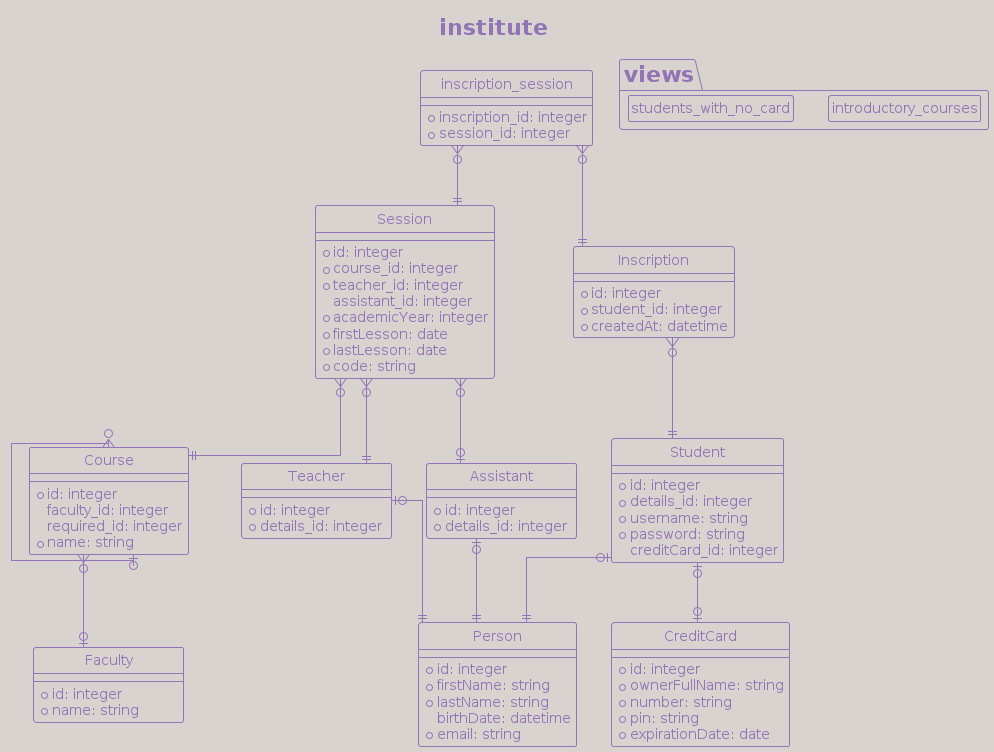 institute
inscription_session
inscription_id: integer
session_id: integer
views
students_with_no_card
introductory_courses
Session
id: integer
course_id: integer
teacher_id: integer
assistant_id: integer
academicYear: integer
firstLesson: date
lastLesson: date
code: string
Inscription
id: integer
student_id: integer
createdAt: datetime
Course
id: integer
faculty_id: integer
required_id: integer
name: string
Teacher
id: integer
details_id: integer
Assistant
id: integer
details_id: integer
Student
id: integer
details_id: integer
username: string
password: string
creditCard_id: integer
Faculty
id: integer
name: string
Person
id: integer
firstName: string
lastName: string
birthDate: datetime
email: string
CreditCard
id: integer
ownerFullName: string
number: string
pin: string
expirationDate: date